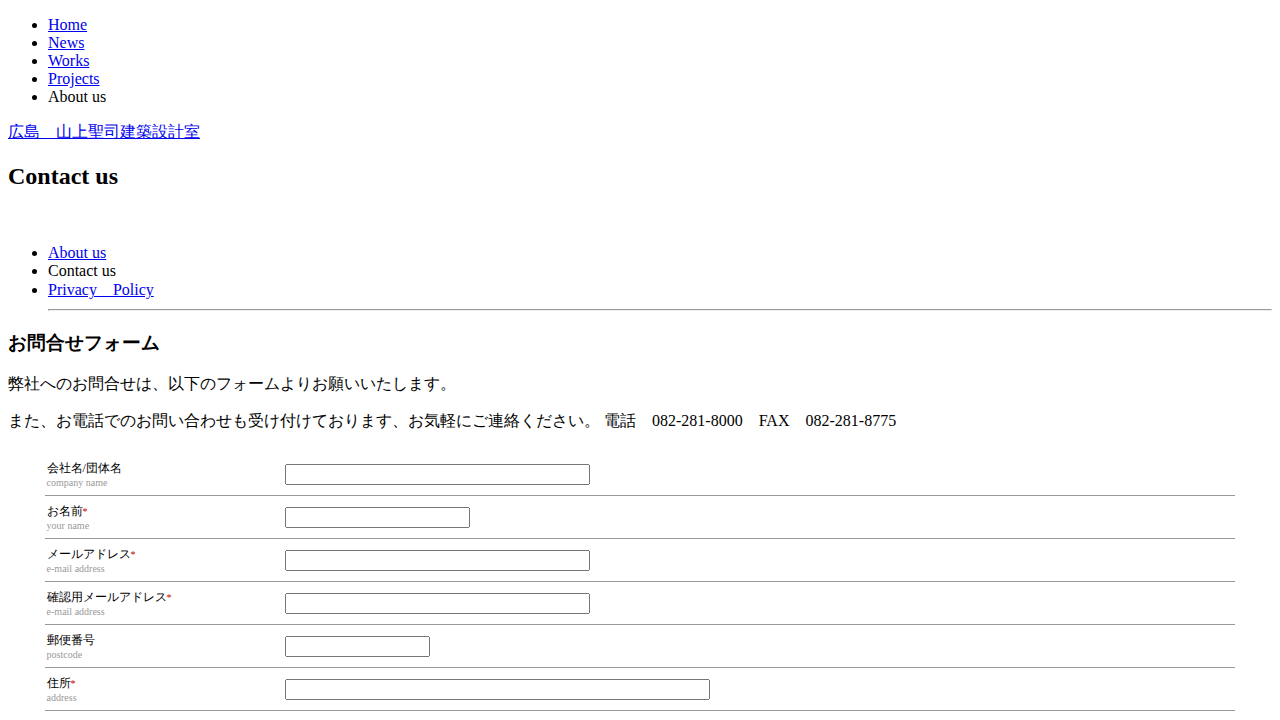 Home
News
Works
Projects
About us
広島　山上聖司建築設計室
Contact us
About us
Contact us
Privacy　Policy
お問合せフォーム
弊社へのお問合せは、以下のフォームよりお願いいたします。
また、お電話でのお問い合わせも受け付けております、お気軽にご連絡ください。 電話　082-281-8000　FAX　082-281-8775
会社名/団体名
company name
お名前*
your name
メールアドレス*
e-mail address
確認用メールアドレス*
e-mail address
郵便番号
postcode
住所*
address